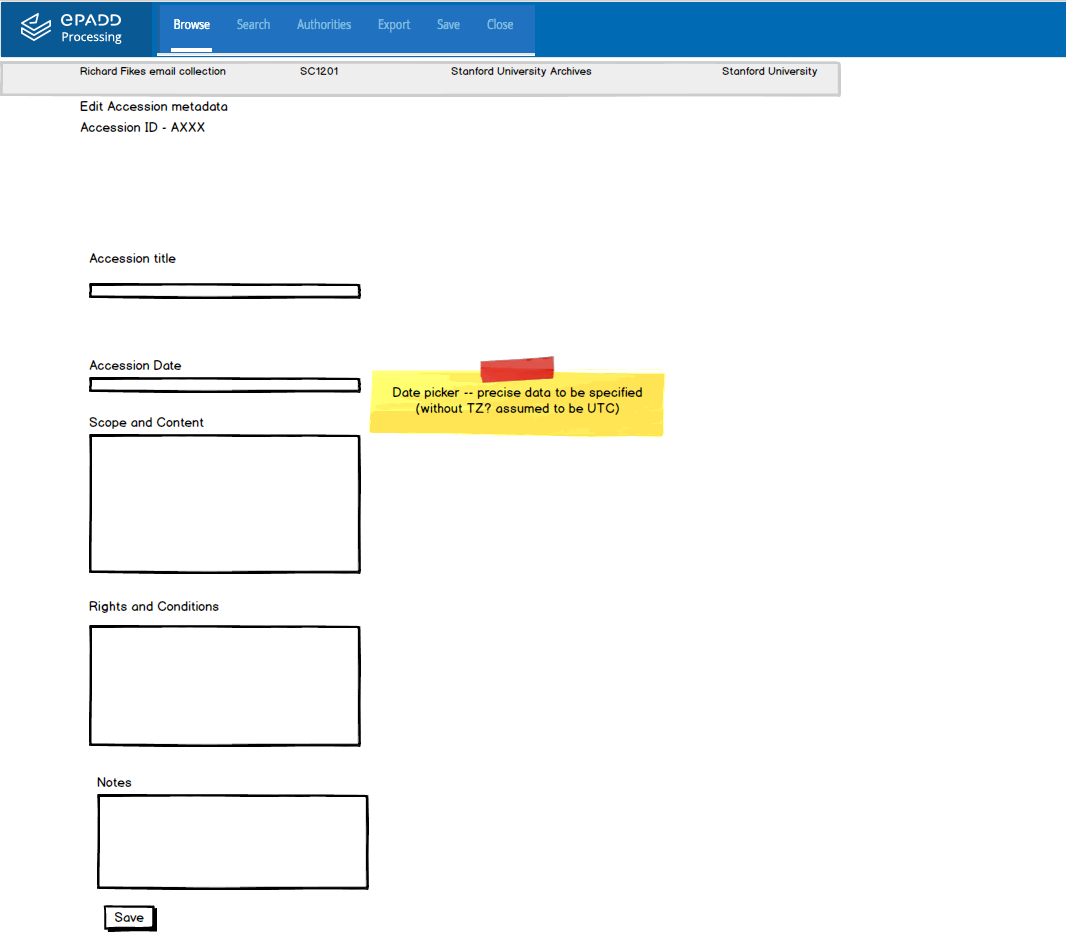 ePADD
Processing
Browse Search Authorities Export Save Close
Richard Fikes email collection SC1201 Stanford University Archives Stanford University
Edit Accession metadata
Accession ID - AXXX
Accession title
Accession Date
Date picker -- precise data to be specified
(without TZ? assumed to be UTC)
Scope and Content
Rights and Conditions
Notes
Save